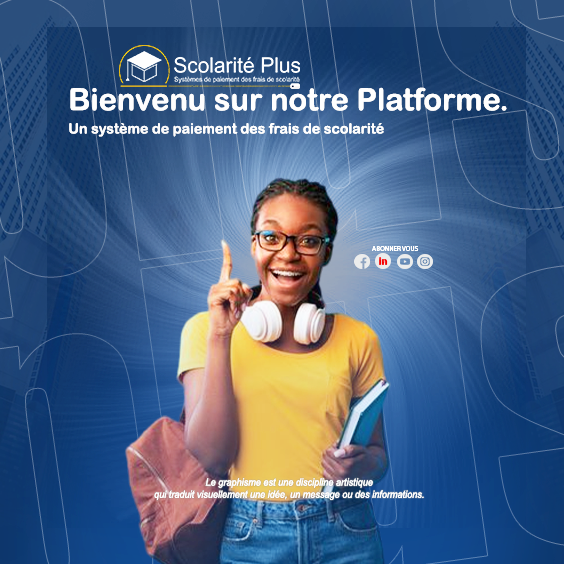 Scolarité Plus
Systèmes de paiement des frais de scolarité
Bienvenu sur notre Platforme.
Un système de paiement des frais de scolarité
ABONNER VOUS
in
Le graphisme est une discipline artistique
qui traduit visuellement une idée, un message ou des informations.